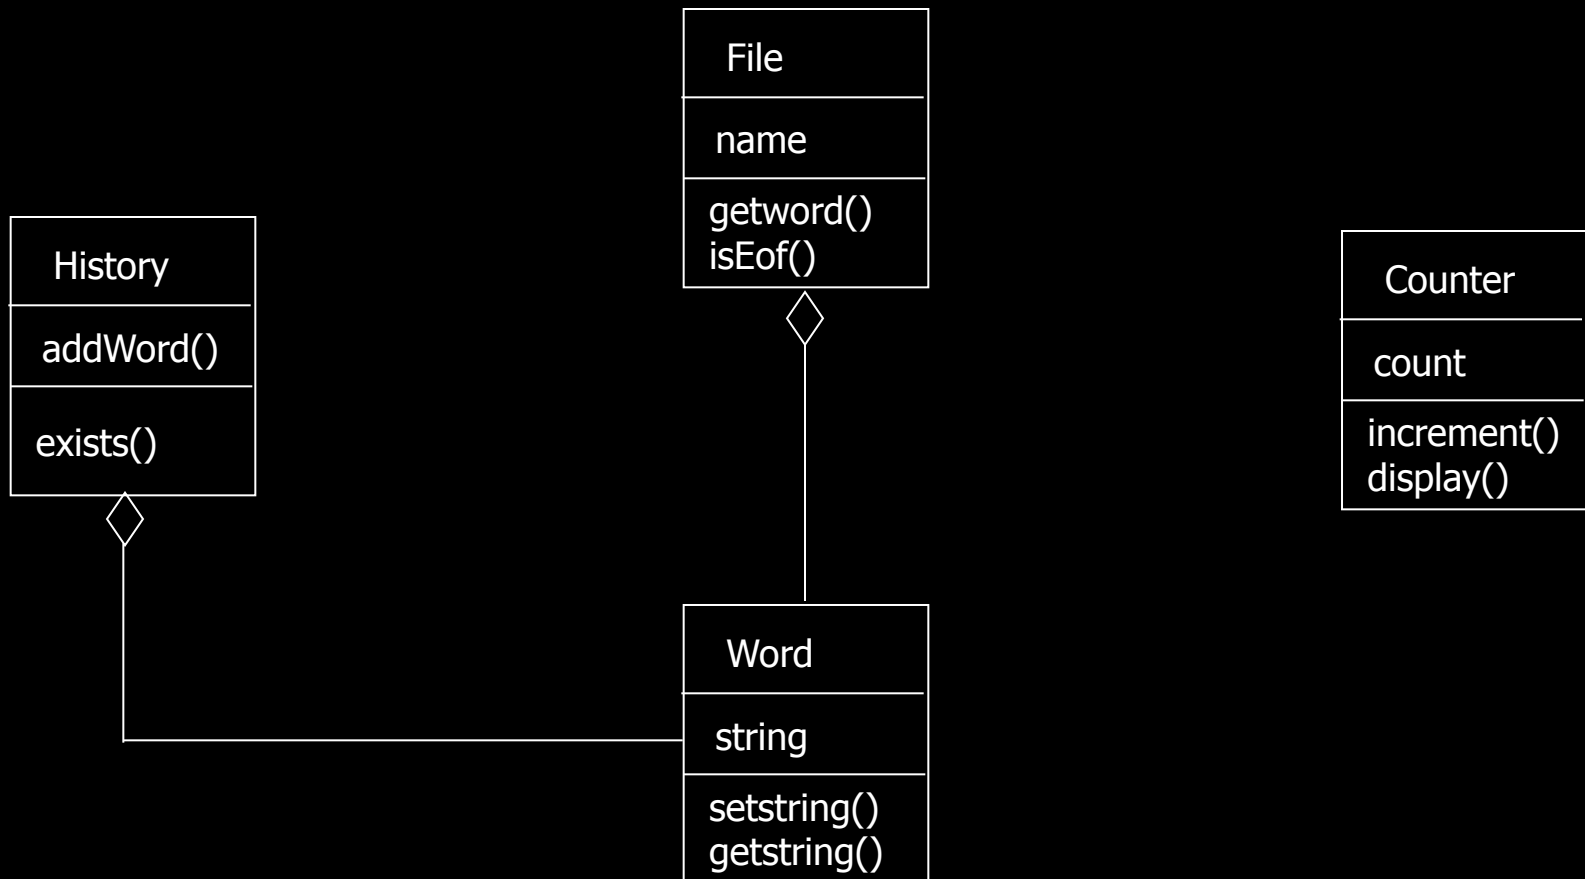 File
name
getword()
isEof()
History
addWord()
exists()
Counter
count
increment()
display()
Word
string
setstring()
getstring()